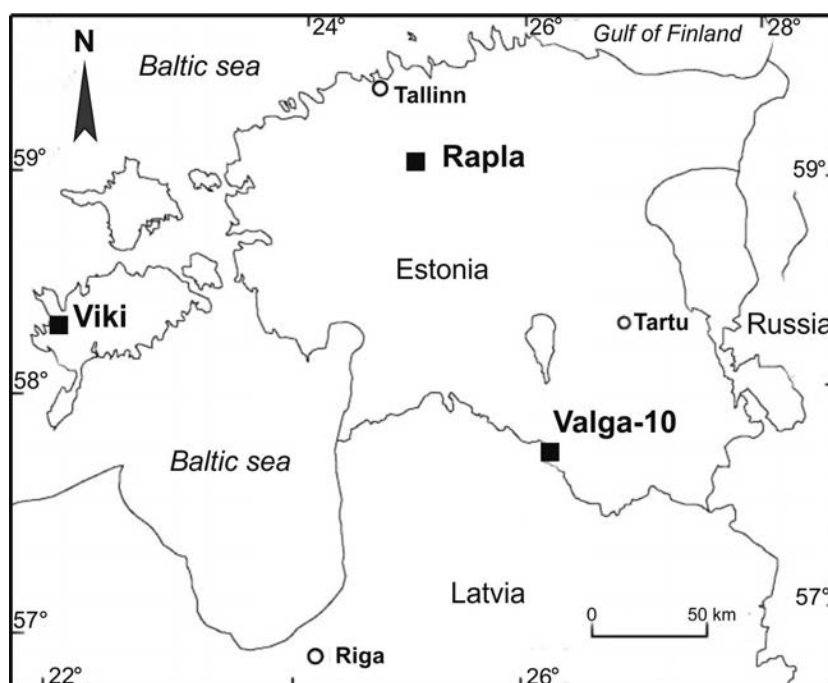 24°
26°
28°
N
Baltic sea
Gulf of Finland
Tallinn
59°
Rapla
59°
Estonia
Viki
Tartu
Russia
58°
Valga-10
Baltic sea
Latvia
0 50 km
57°
57°
Riga
22°
26°